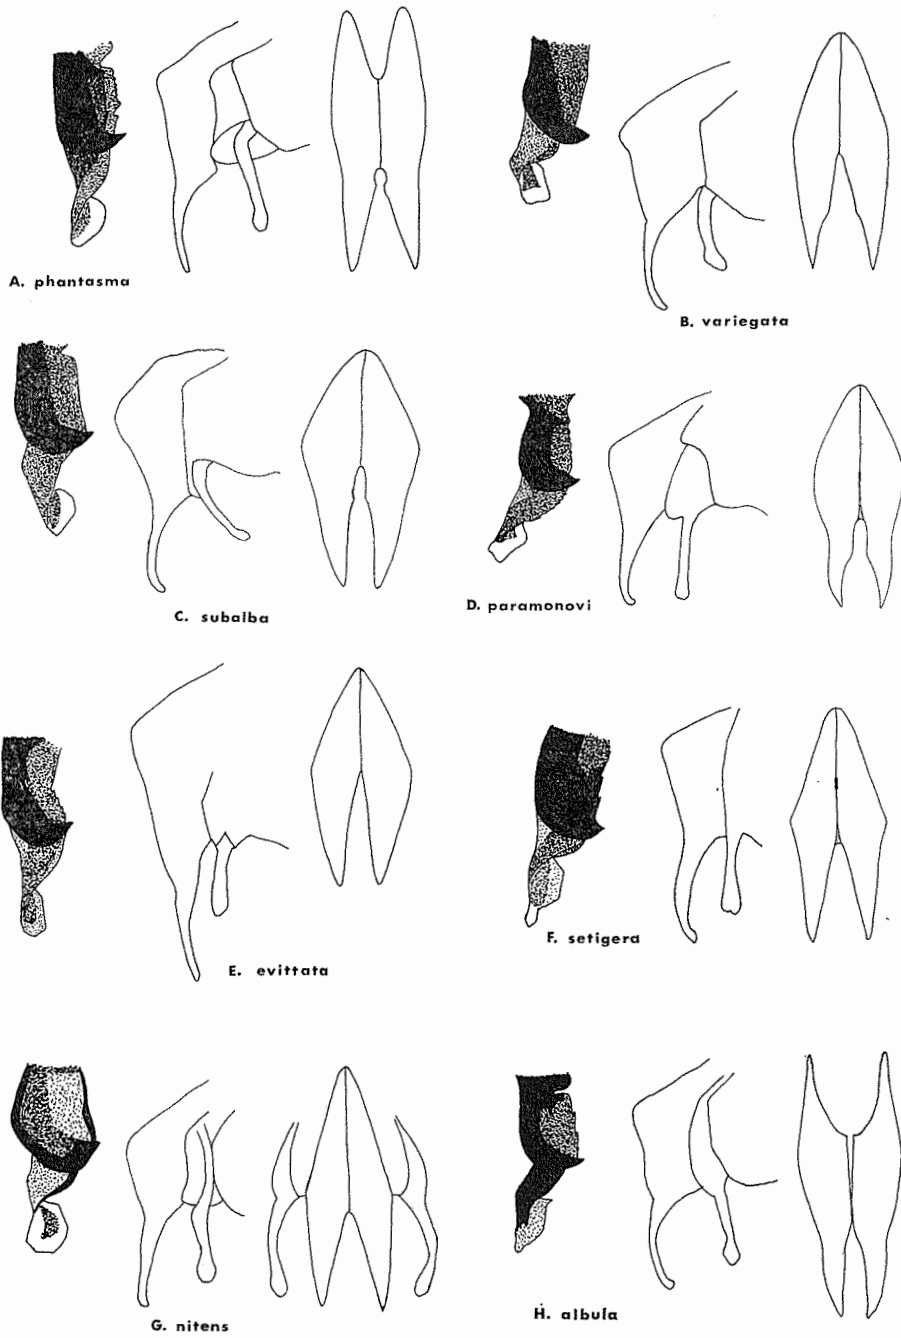 A. phantasma
B. variegata
C. subalba
D. paramonovi
E. evittata
F. setigera
G. nitens
H. albula